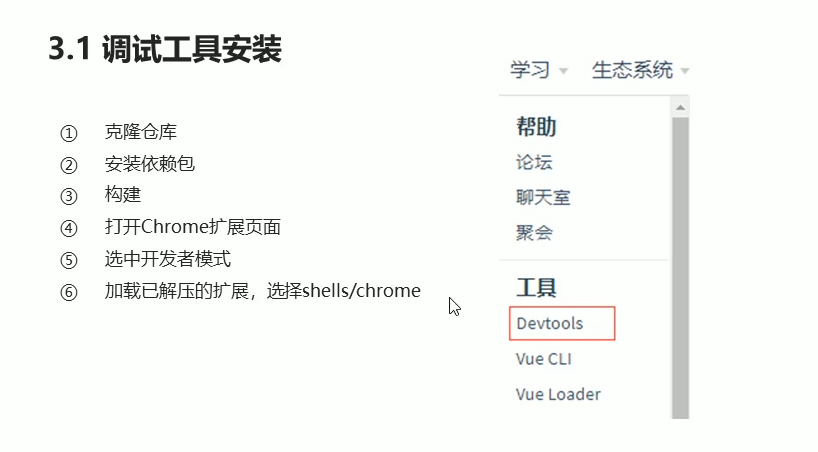 3.1 调试工具安装
① 克隆仓库
② 安装依赖包
③ 构建
④ 打开Chrome扩展页面
⑤ 选中开发者模式
⑥ 加载已解压的扩展，选择shells/chrome
学习 生态系统
帮助
论坛
聊天室
聚会
工具
Devtools
Vue CLI
Vue Loader